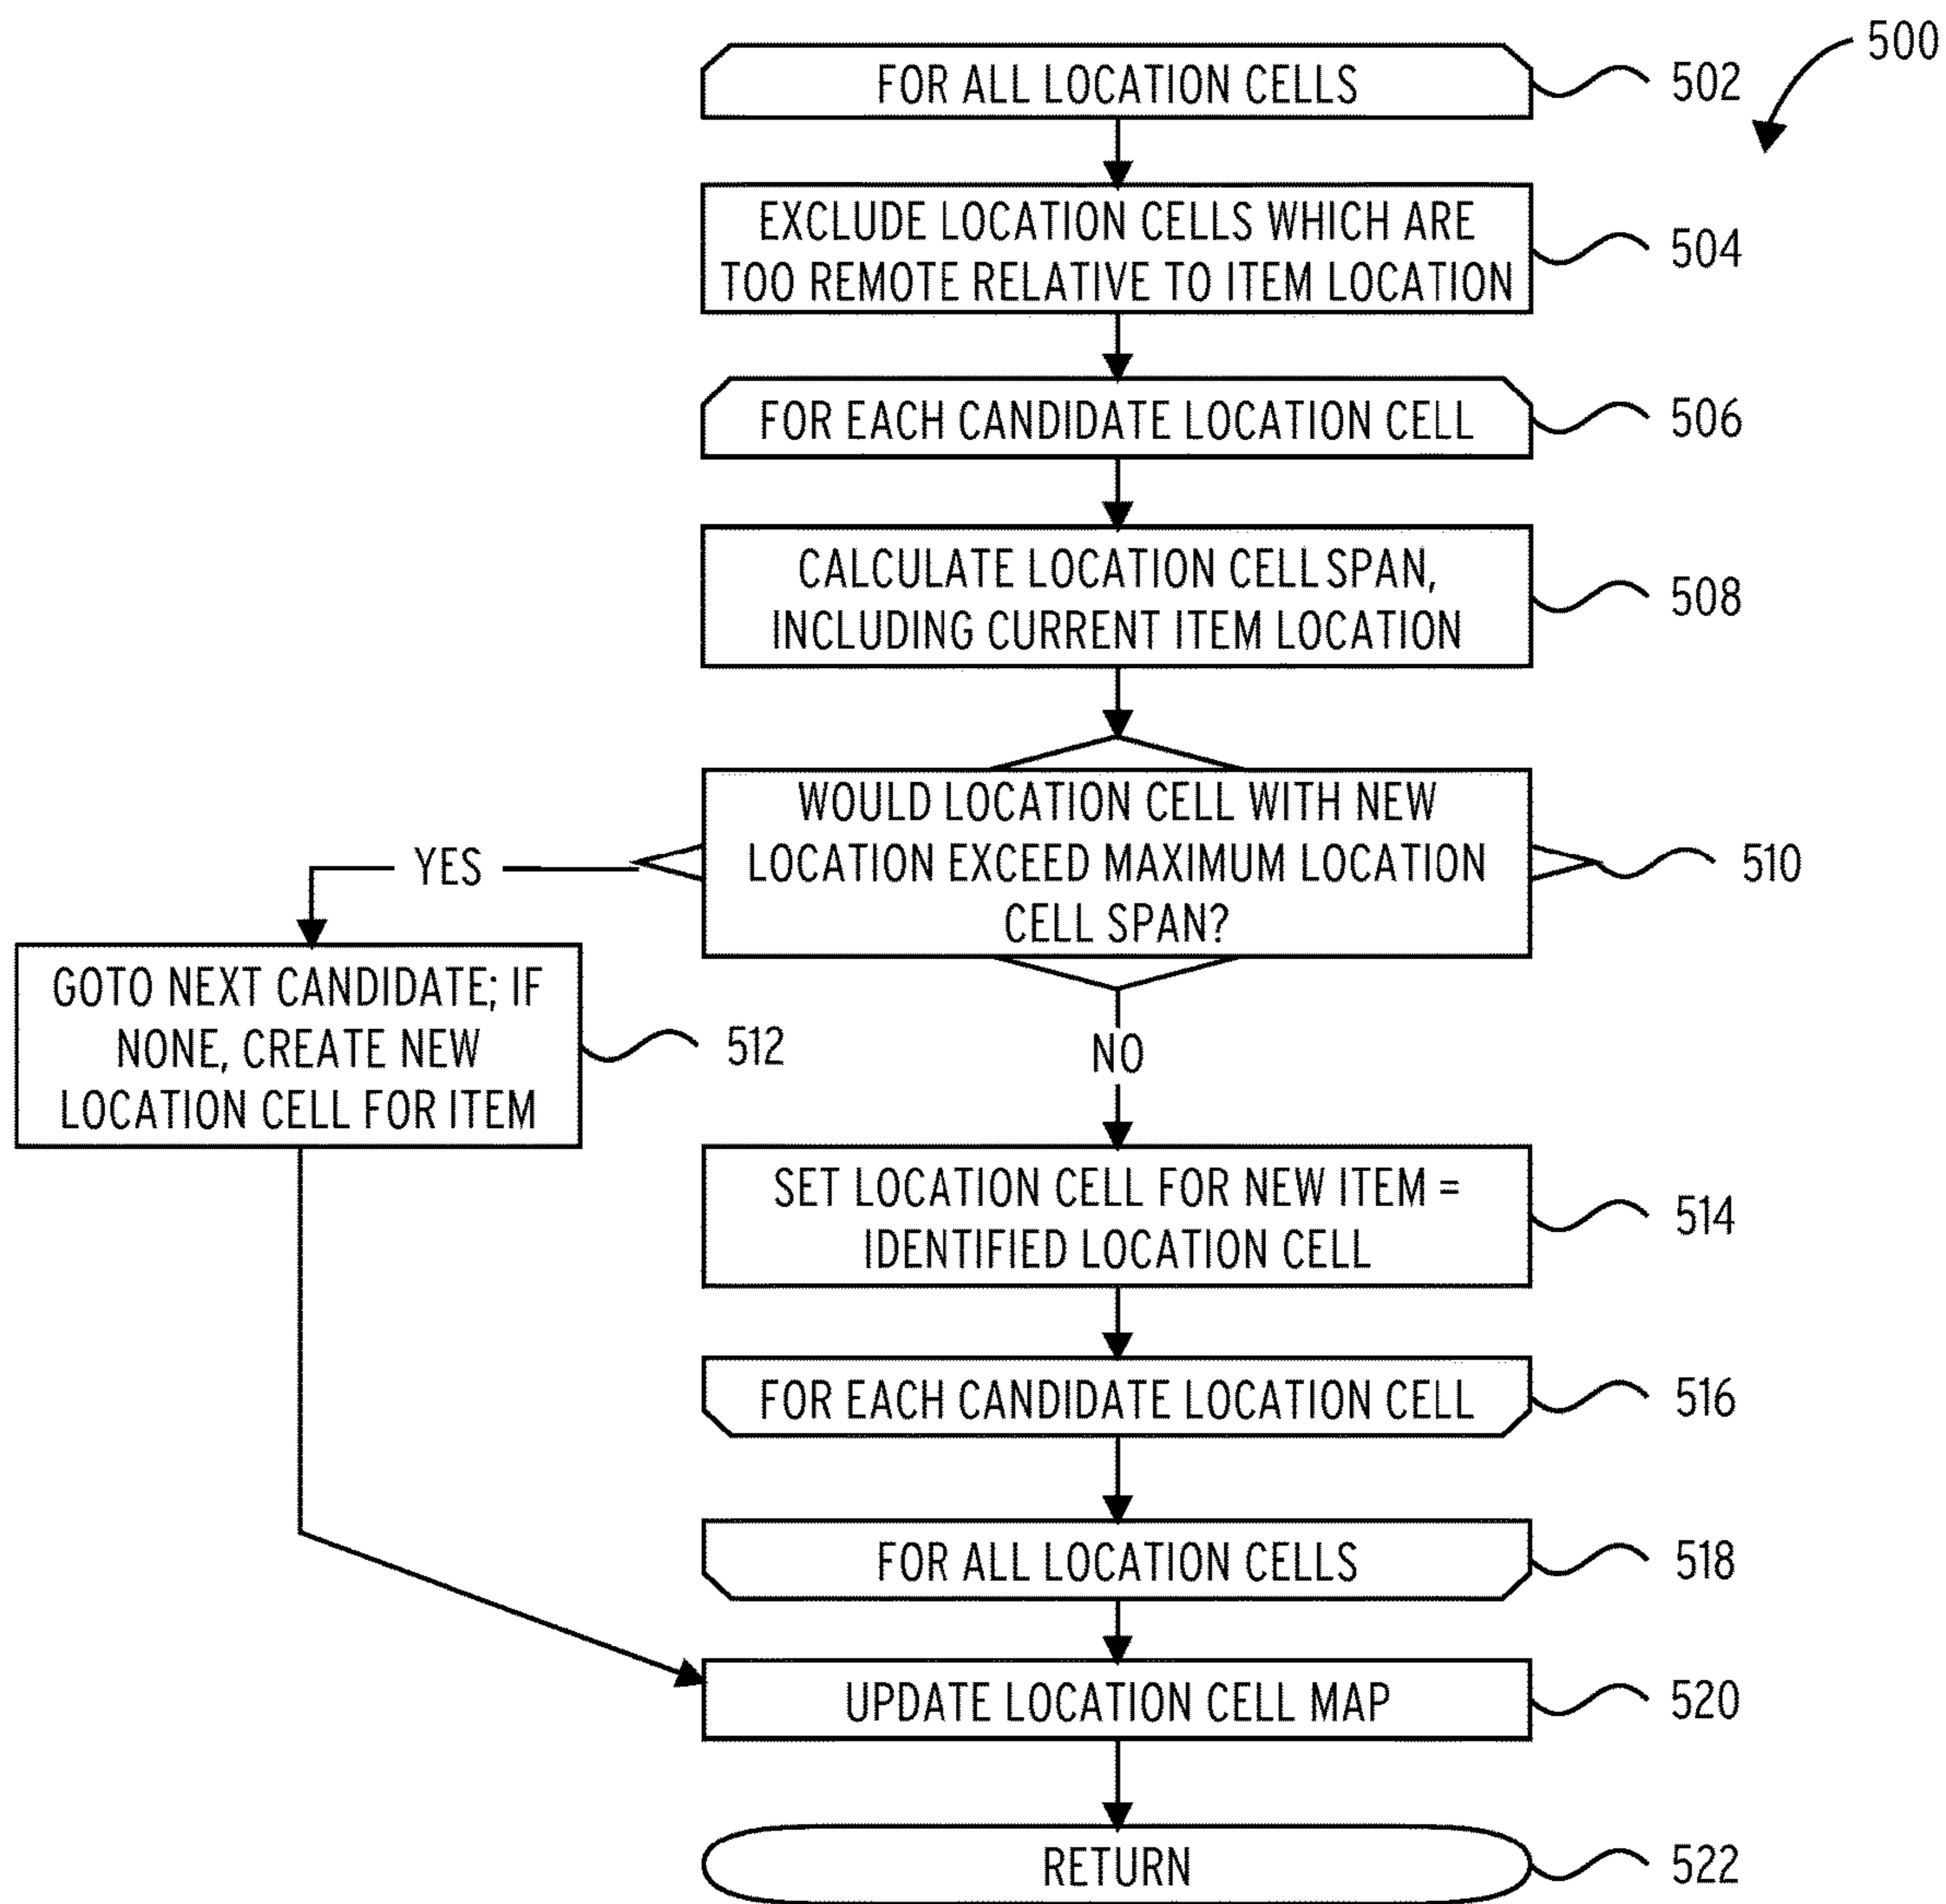 500
FOR ALL LOCATION CELLS
502
EXCLUDE LOCATION CELLS WHICH ARE
TOO REMOTE RELATIVE TO ITEM LOCATION
504
FOR EACH CANDIDATE LOCATION CELL
506
CALCULATE LOCATION CELL SPAN,
INCLUDING CURRENT ITEM LOCATION
508
WOULD LOCATION CELL WITH NEW
LOCATION EXCEED MAXIMUM LOCATION
CELL SPAN?
510
YES
GOTO NEXT CANDIDATE; IF
NONE, CREATE NEW
LOCATION CELL FOR ITEM
512
NO
SET LOCATION CELL FOR NEW ITEM =
IDENTIFIED LOCATION CELL
514
FOR EACH CANDIDATE LOCATION CELL
516
FOR ALL LOCATION CELLS
518
UPDATE LOCATION CELL MAP
520
RETURN
522